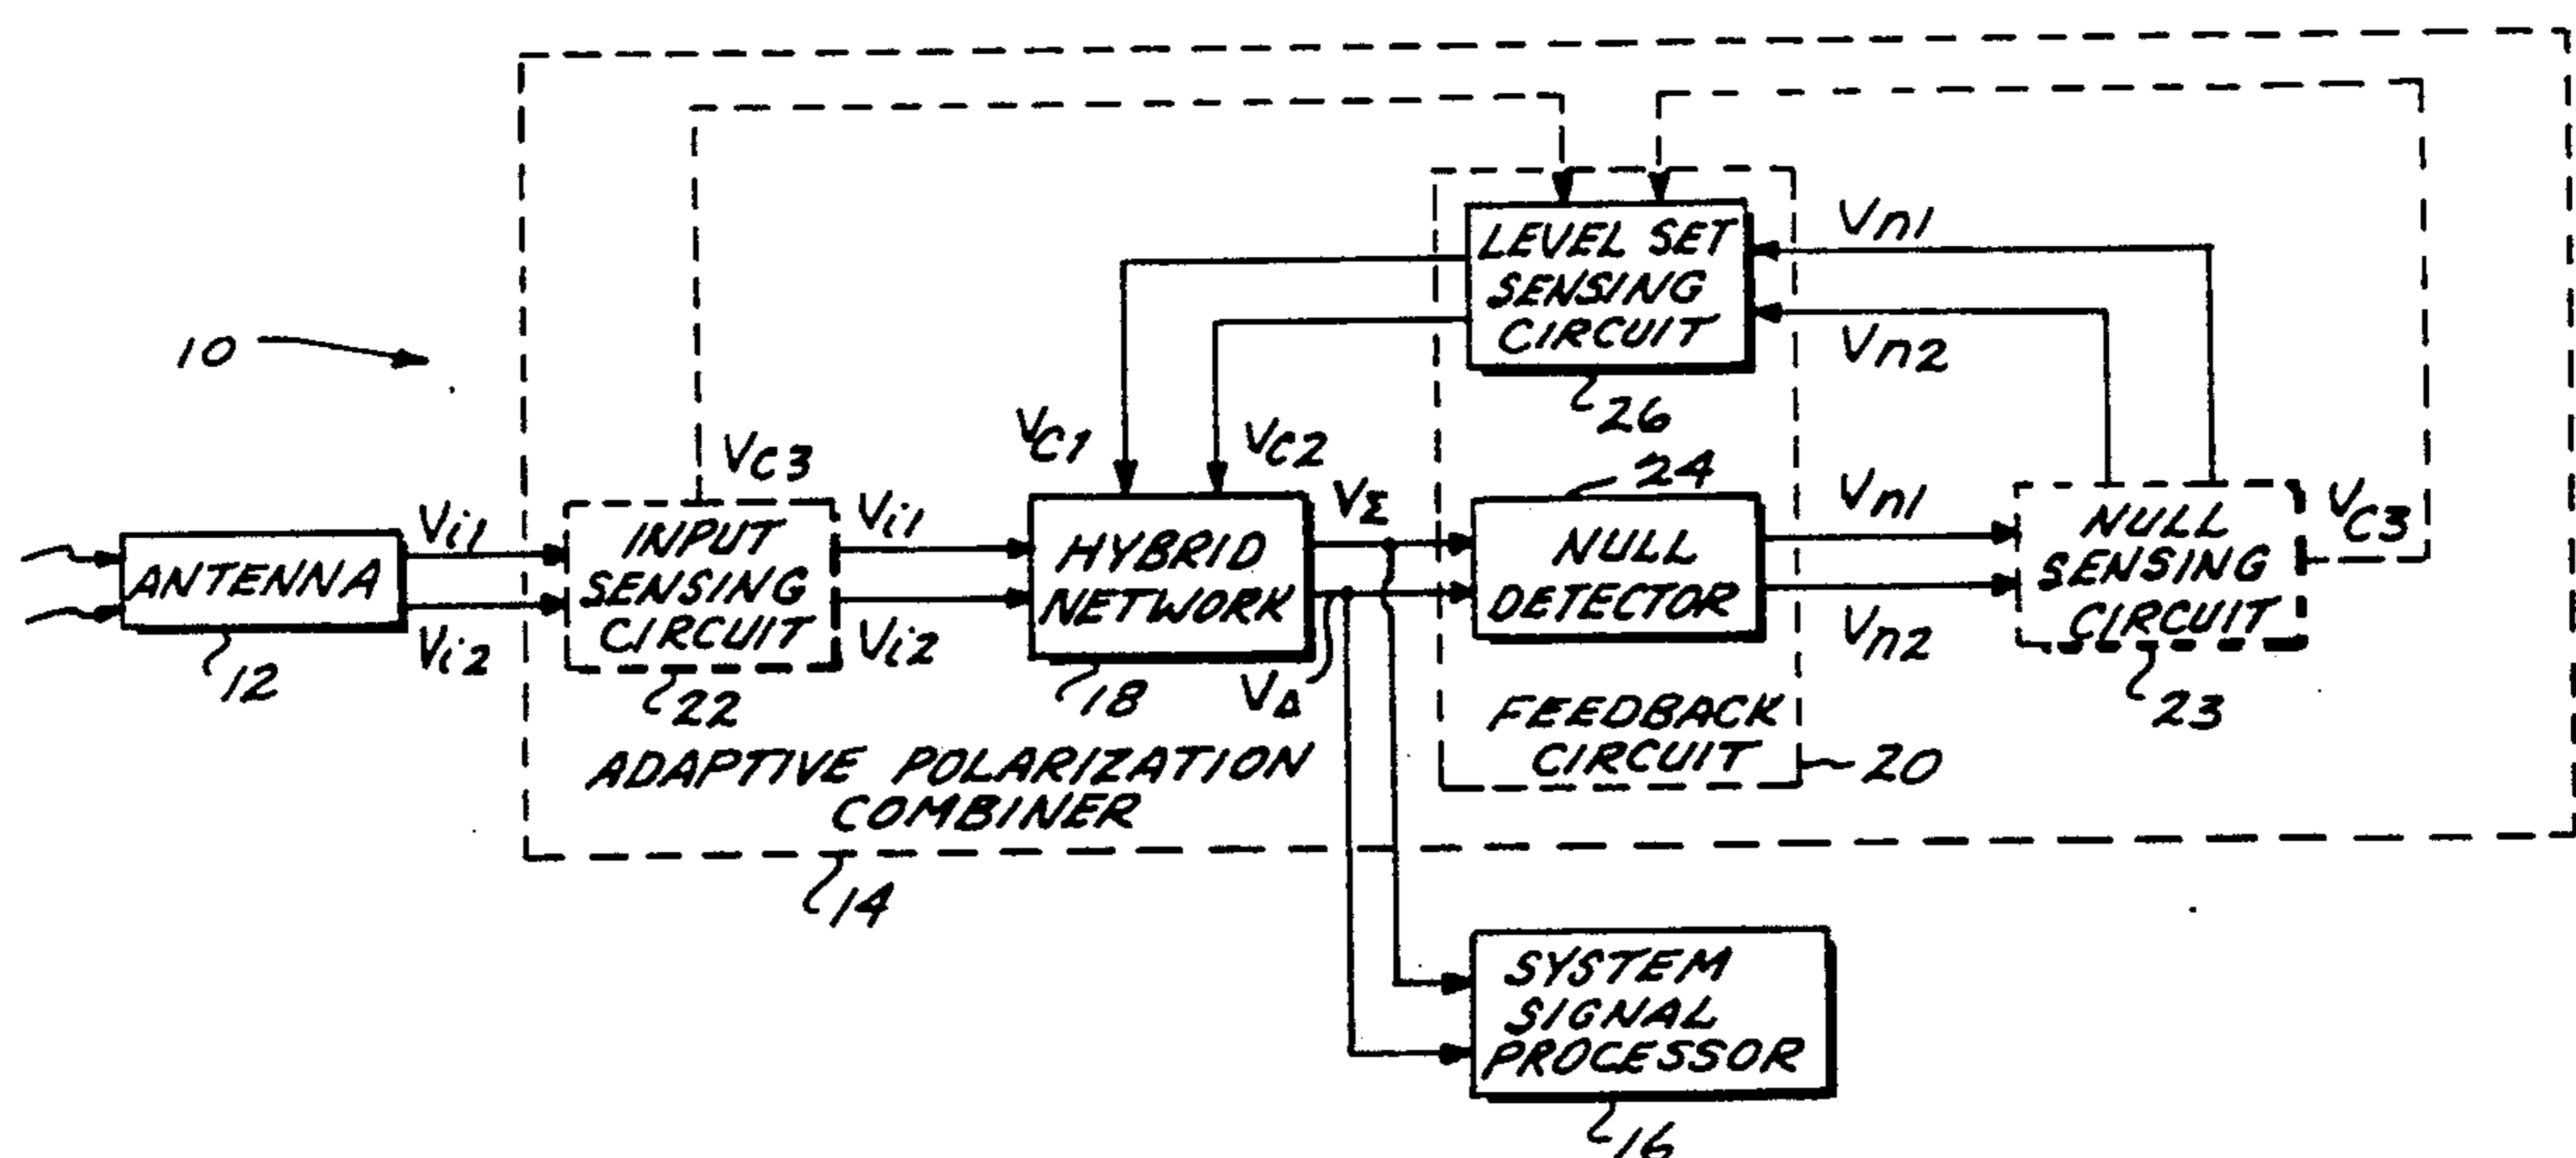 10
ANTENNA
12
Vi1
Vi2
INPUT
SENSING
CIRCUIT
22
VC3
Vi1
Vi2
HYBRID
NETWORK
18
VC1
VC2
VΣ
VΔ
LEVEL SET
SENSING
CIRCUIT
26
24
NULL
DETECTOR
FEEDBACK
CIRCUIT
20
Vn1
Vn2
Vn1
Vn2
NULL
SENSING
CIRCUIT
23
VC3
ADAPTIVE POLARIZATION
COMBINER
14
SYSTEM
SIGNAL
PROCESSOR
16